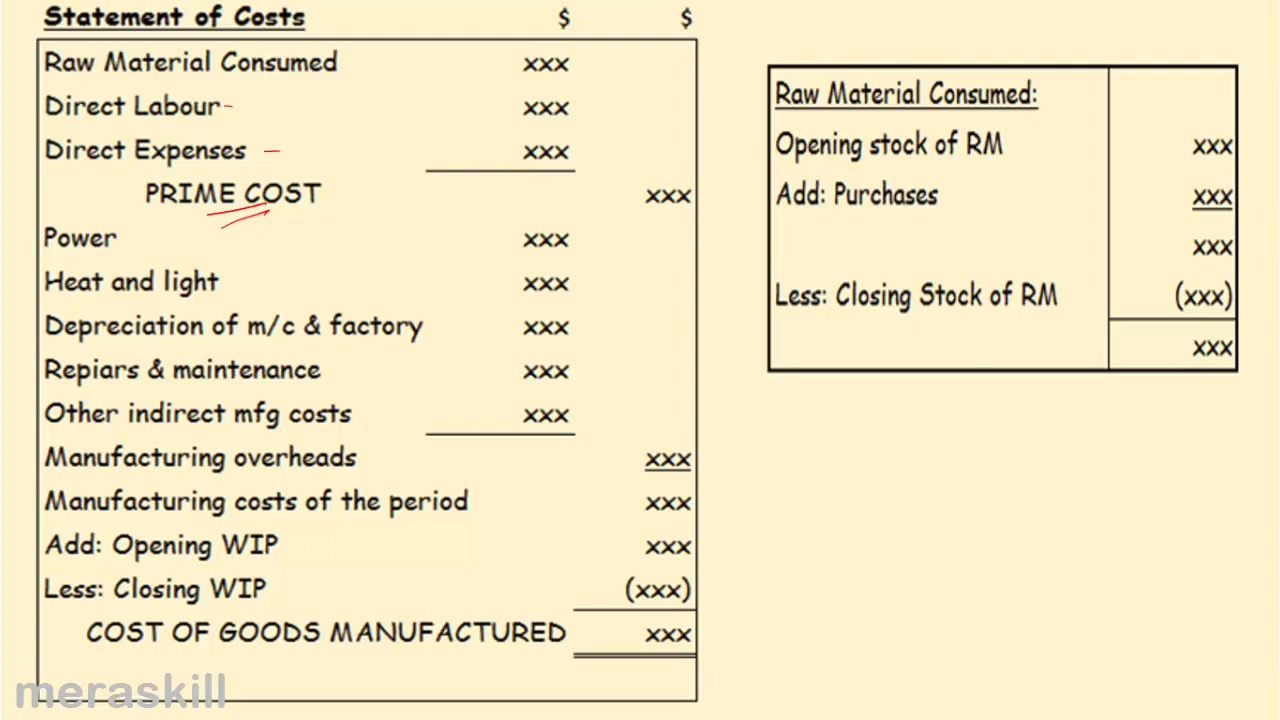 Statement of Costs $ $
Raw Material Consumed xxx
Direct Labour xxx
Direct Expenses xxx
PRIME COST xxx
Power xxx
Heat and light xxx
Depreciation of m/c & factory xxx
Repiars & maintenance xxx
Other indirect mfg costs xxx
Manufacturing overheads xxx
Manufacturing costs of the period xxx
Add: Opening WIP xxx
Less: Closing WIP (xxx)
COST OF GOODS MANUFACTURED xxx
Raw Material Consumed:
Opening stock of RM xxx
Add: Purchases xxx
xxx
Less: Closing Stock of RM (xxx)
xxx
meraskill